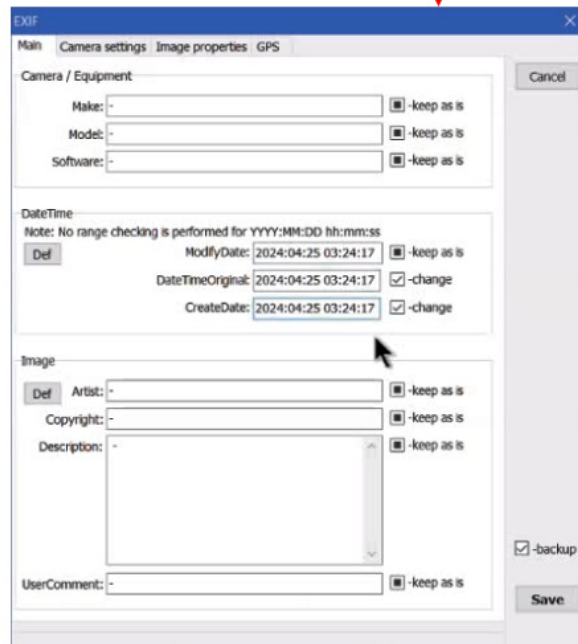 EXIF
Main Camera settings Image properties GPS
Camera / Equipment
Cancel
Make: - -keep as is
Model: - -keep as is
Software: - -keep as is
DateTime
Note: No range checking is performed for YYYY:MM:DD hh:mm:ss
Def ModifyDate: 2024:04:25 03:24:17 -keep as is
DateTimeOriginal: 2024:04:25 03:24:17 -change
CreateDate: 2024:04:25 03:24:17 -change
Image
Def Artist: - -keep as is
Copyright: - -keep as is
Description: - -keep as is
-backup
UserComment: - -keep as is
Save